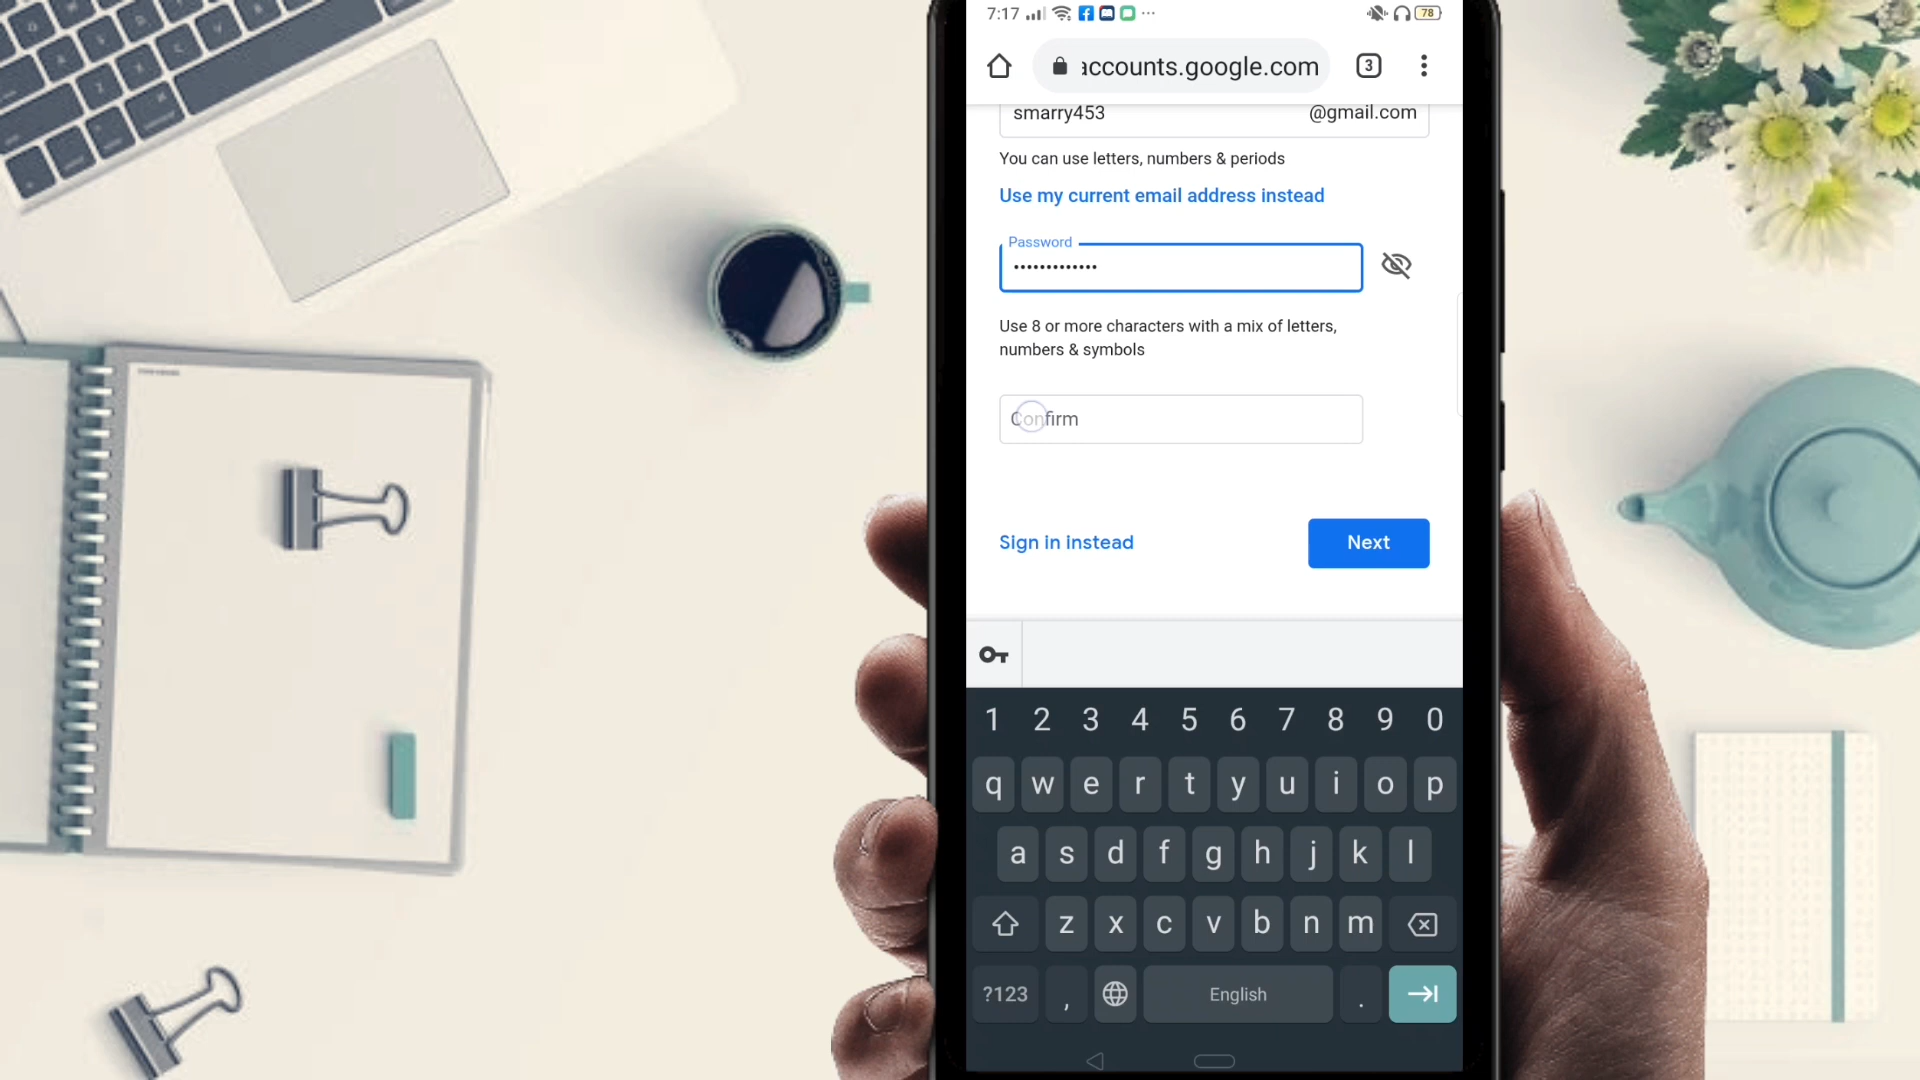 7:17 78
accounts.google.com 3
smarry453 @gmail.com
You can use letters, numbers & periods
Use my current email address instead
Password
•••••••••••••
Use 8 or more characters with a mix of letters,
numbers & symbols
Confirm
Sign in instead Next
1 2 3 4 5 6 7 8 9 0
q w e r t y u i o p
a s d f g h j k l
z x c v b n m
?123 , English .